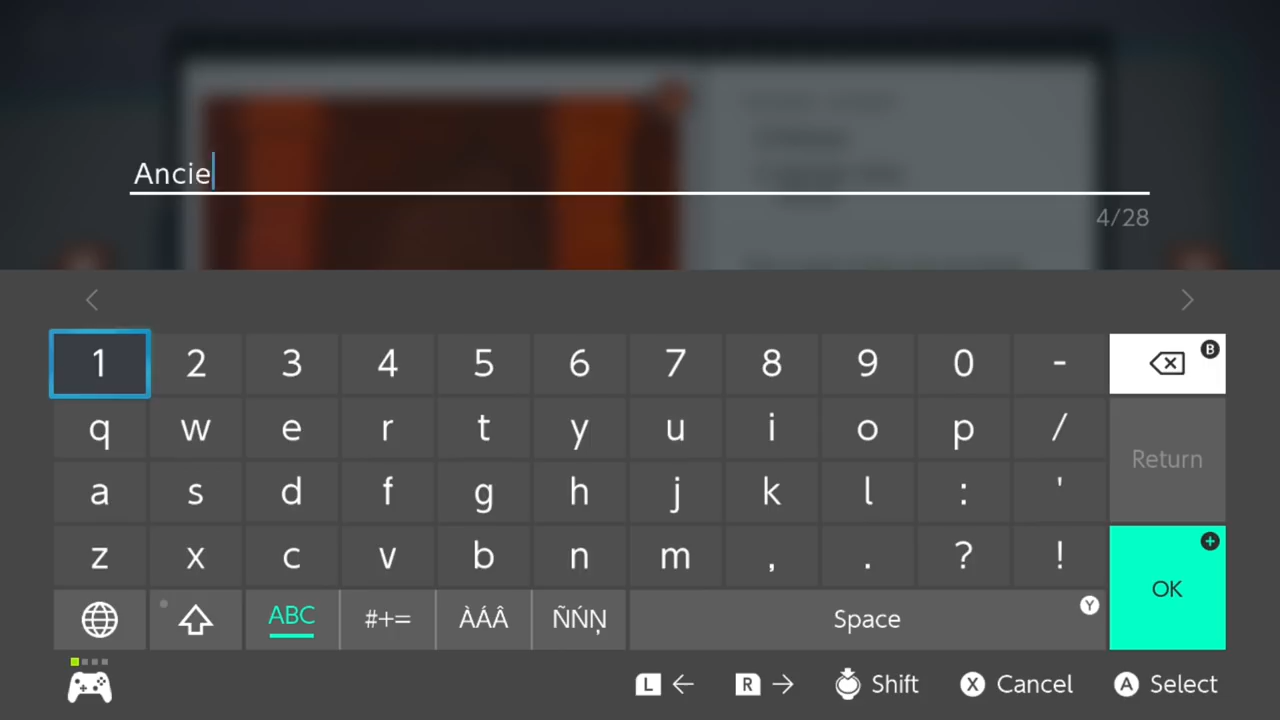 Ancie
4/28
1 2 3 4 5 6 7 8 9 0 - B
q w e r t y u i o p /
Return
a s d f g h j k l : '
z x c v b n m , . ? !
+
OK
ABC #+= ÀÁÂ ÑŃŅ Space Y
L ← R → Shift X Cancel A Select